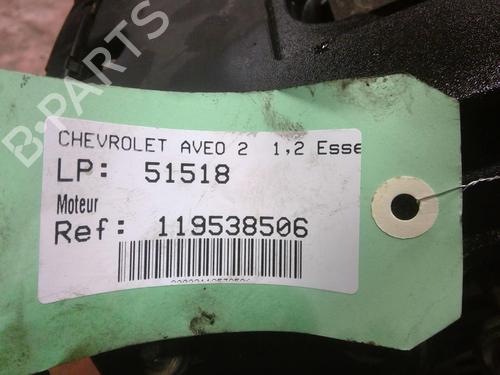 B-PARTS
CHEVROLET AVEO 2 1,2 Esse
LP: 51518
Moteur
Ref: 119538506